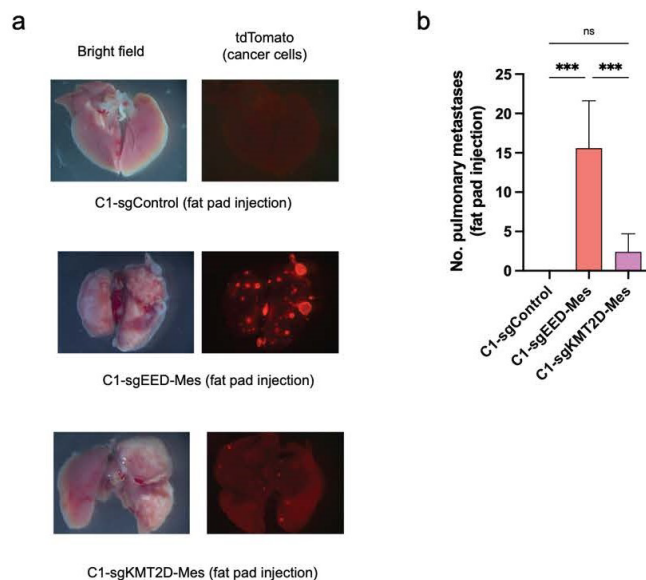 a
Bright field
tdTomato
(cancer cells)
C1-sgControl (fat pad injection)
C1-sgEED-Mes (fat pad injection)
C1-sgKMT2D-Mes (fat pad injection)
b
ns
*** ***
No. pulmonary metastases
(fat pad injection)
25
20
15
10
5
0
C1-sgControl
C1-sgEED-Mes
C1-sgKMT2D-Mes